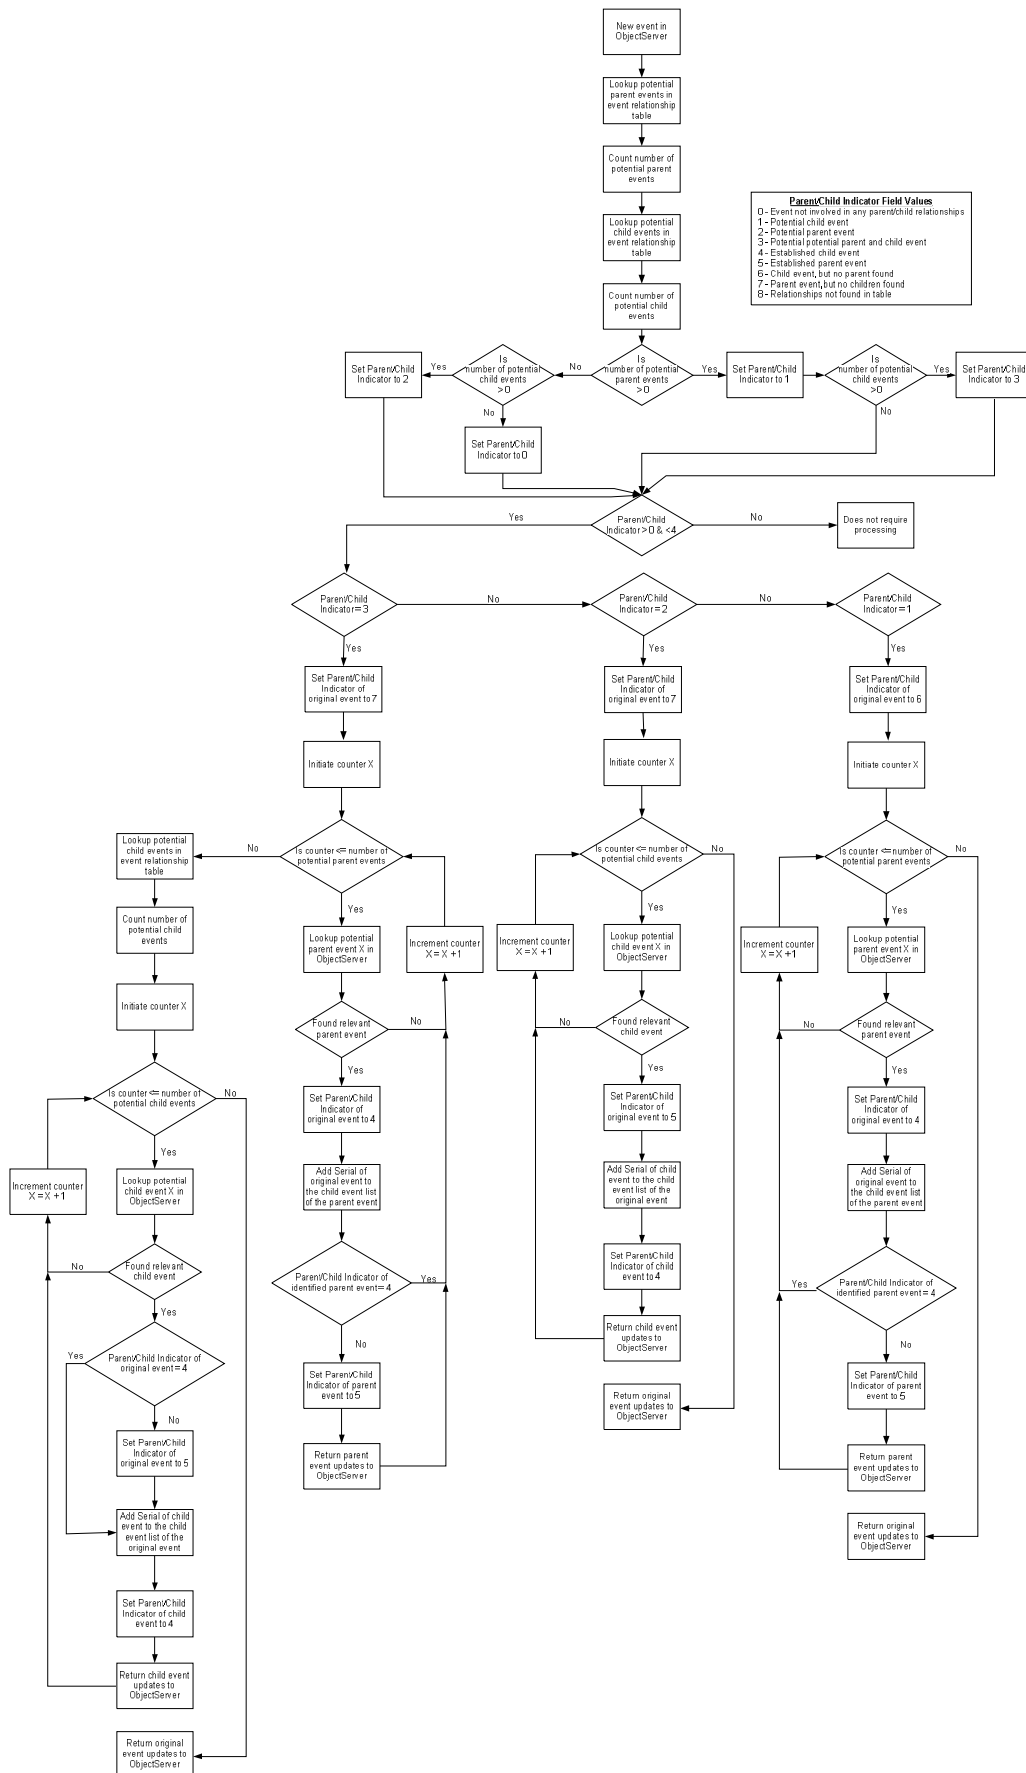 New event in
ObjectServer
Lookup potential
parent events in
event relationship
table
Count number of
potential parent
events
Lookup potential
child events in
event relationship
table
Count number of
potential child
events
Parent/Child Indicator Field Values
0 - Event not involved in any parent/child relationships
1 - Potential child event
2 - Potential parent event
3 - Potential potential parent and child event
4 - Established child event
5 - Established parent event
6 - Child event, but no parent found
7 - Parent event, but no children found
8 - Relationships not found in table
Set Parent/Child
Indicator to 2
Yes
Is
number of potential
child events
>0
No
Is
number of potential
parent events
>0
Yes
Set Parent/Child
Indicator to 1
Is
number of potential
child events
>0
Yes
Set Parent/Child
Indicator to 3
No
Set Parent/Child
Indicator to 0
No
Yes
Parent/Child
Indicator >0 & <4
No
Does not require
processing
Parent/Child
Indicator = 3
No
Parent/Child
Indicator = 2
No
Parent/Child
Indicator = 1
Yes
Yes
Yes
Set Parent/Child
Indicator of
original event to 7
Set Parent/Child
Indicator of
original event to 7
Set Parent/Child
Indicator of
original event to 6
Initiate counter X
Initiate counter X
Initiate counter X
Lookup potential
child events in
event relationship
table
No
Is counter <= number of
potential parent events
Is counter <= number of
potential child events
No
Is counter <= number of
potential parent events
No
Yes
Yes
Yes
Count number of
potential child
events
Lookup potential
parent event X in
ObjectServer
Increment counter
X = X +1
Increment counter
X = X +1
Lookup potential
child event X in
ObjectServer
Increment counter
X = X +1
Lookup potential
parent event X in
ObjectServer
Initiate counter X
Found relevant
parent event
No
No
Found relevant
child event
No
Found relevant
parent event
Yes
Yes
Yes
Is counter <= number of
potential child events
No
Set Parent/Child
Indicator of
original event to 4
Set Parent/Child
Indicator of
original event to 5
Set Parent/Child
Indicator of
original event to 4
Yes
Increment counter
X = X +1
Lookup potential
child event X in
ObjectServer
Add Serial of
original event to
the child event list
of the parent event
Add Serial of child
event to the child
event list of the
original event
Add Serial of
original event to
the child event list
of the parent event
No
Found relevant
child event
Parent/Child Indicator of
identified parent event = 4
Yes
Set Parent/Child
Indicator of child
event to 4
Yes
Parent/Child Indicator of
identified parent event = 4
Yes
No
Return child event
updates to
ObjectServer
No
Yes
Parent/Child Indicator of
original event = 4
Set Parent/Child
Indicator of parent
event to 5
Return original
event updates to
ObjectServer
Set Parent/Child
Indicator of parent
event to 5
No
Set Parent/Child
Indicator of
original event to 5
Return parent
event updates to
ObjectServer
Return parent
event updates to
ObjectServer
Add Serial of child
event to the child
event list of the
original event
Return original
event updates to
ObjectServer
Set Parent/Child
Indicator of child
event to 4
Return child event
updates to
ObjectServer
Return original
event updates to
ObjectServer